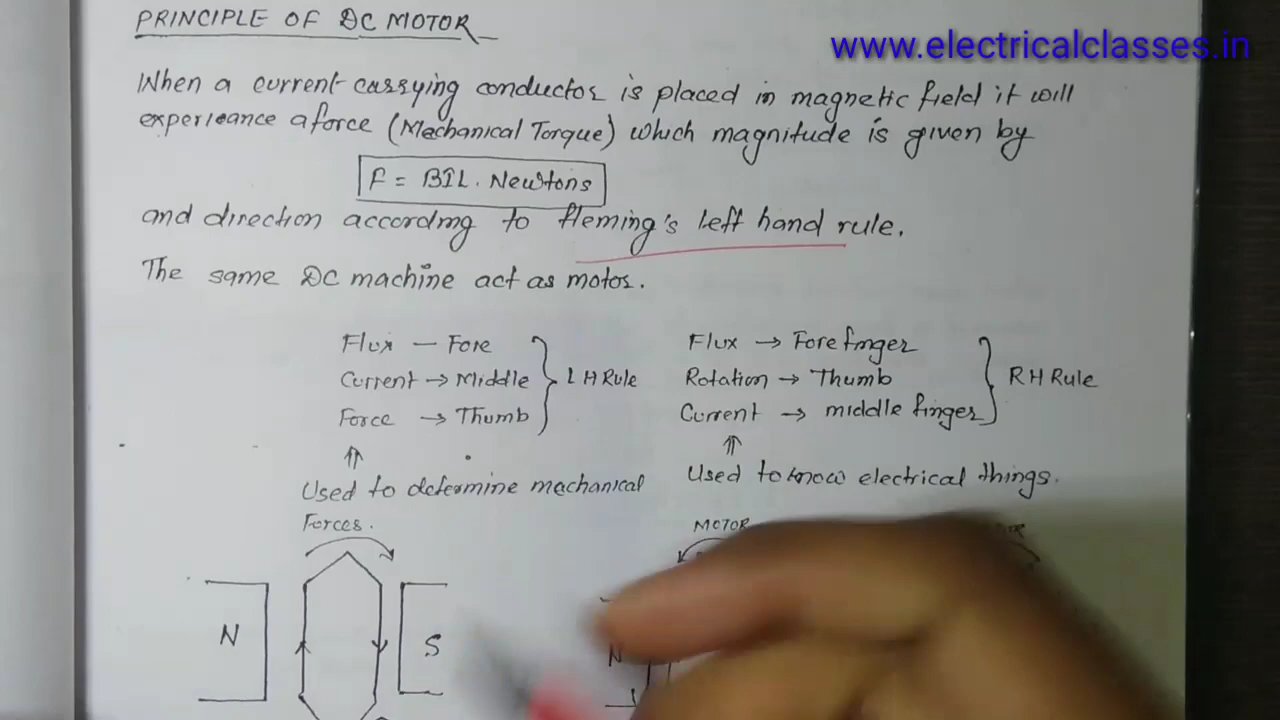 PRINCIPLE OF DC MOTOR
www.electricalclasses.in
When a current carrying conductor is placed in magnetic field it will
experieance a force (Mechanical Torque) which magnitude is given by
F = BIL. Newtons
and direction according to fleming's left hand rule.
The same DC machine act as motor.
Flux — Fore
Current → Middle
Force → Thumb
LH Rule
Flux → Fore finger
Rotation → Thumb
Current → middle finger
RH Rule
⇑
Used to determine mechanical
Forces.
⇑
Used to know electrical things.
MOTOR
N
S
N